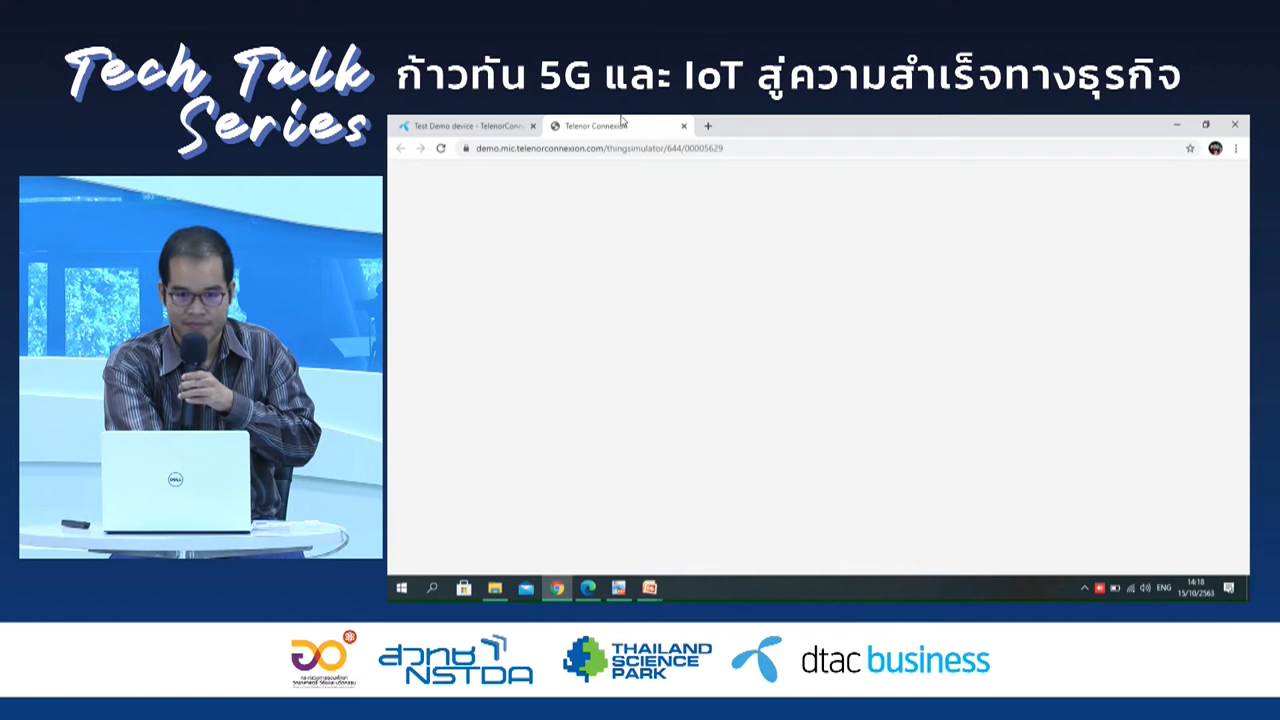 Tech Talk
Series
ก้าวทัน 5G และ IoT สู่ความสำเร็จทางธุรกิจ
Test Demo device - TelenorConn
Telenor Connexion
demo.mic.telenorconnexion.com/thingsimulator/644/00005629
DELL
ENG
14:18
15/10/2563
สวทช
NSTDA
THAILAND
SCIENCE
PARK
dtac business